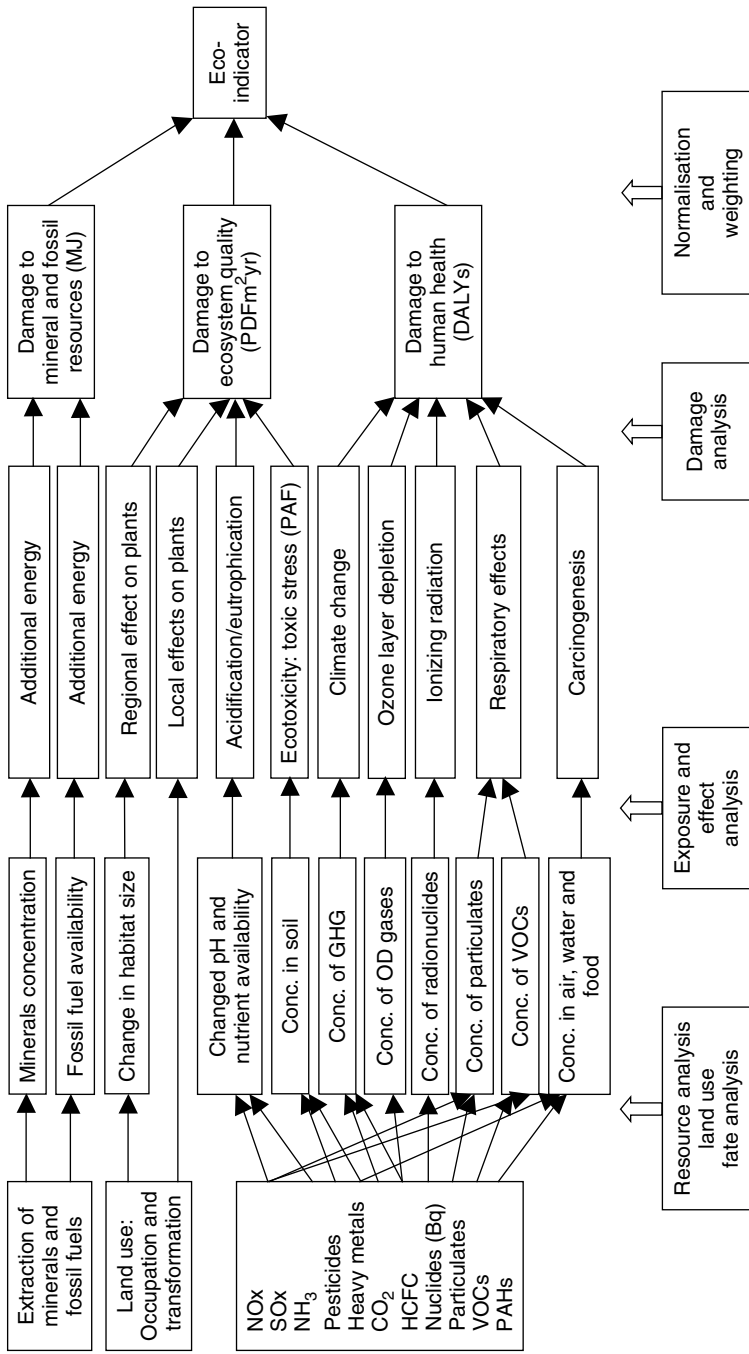 Extraction of
minerals and
fossil fuels
Land use:
Occupation and
transformation
NOx
SOx
NH₃
Pesticides
Heavy metals
CO₂
HCFC
Nuclides (Bq)
Particulates
VOCs
PAHs
Minerals concentration
Fossil fuel availability
Change in habitat size
Changed pH and
nutrient availability
Conc. in soil
Conc. of GHG
Conc. of OD gases
Conc. of radionuclides
Conc. of particulates
Conc. of VOCs
Conc. in air, water and
food
Additional energy
Additional energy
Regional effect on plants
Local effects on plants
Acidification/eutrophication
Ecotoxicity: toxic stress (PAF)
Climate change
Ozone layer depletion
Ionizing radiation
Respiratory effects
Carcinogenesis
Damage to
mineral and fossil
resources (MJ)
Damage to
ecosystem quality
(PDFm²yr)
Damage to
human health
(DALYs)
Eco-
indicator
Resource analysis
land use
fate analysis
Exposure and
effect
analysis
Damage
analysis
Normalisation
and
weighting